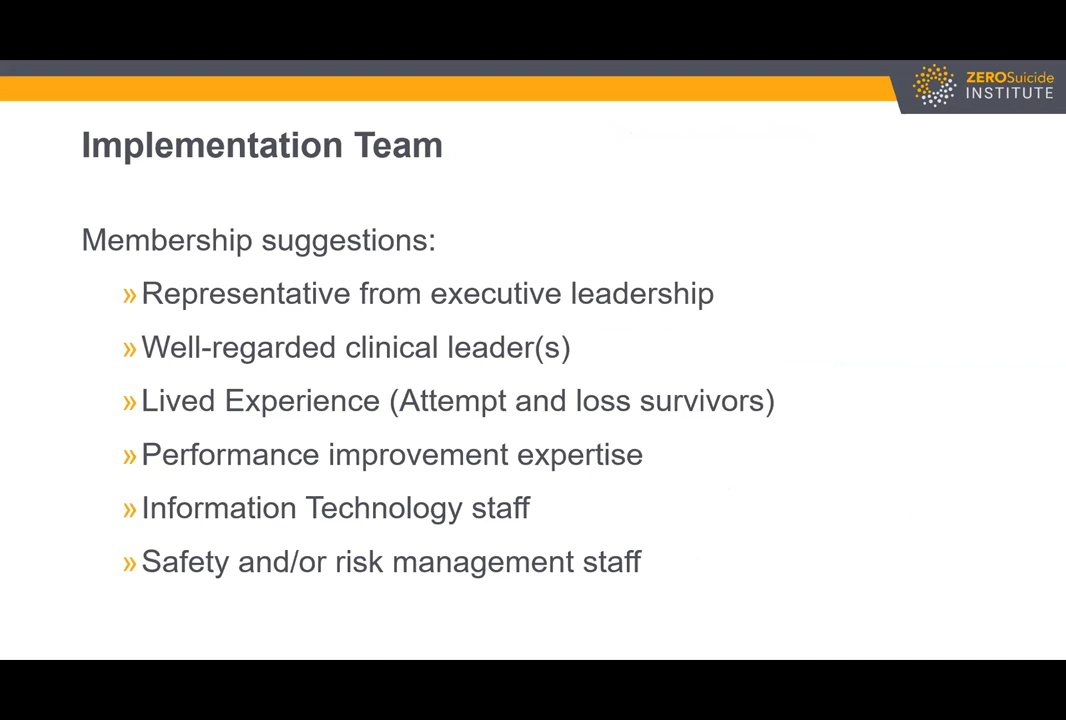 ZEROSuicide
INSTITUTE
Implementation Team
Membership suggestions:
» Representative from executive leadership
» Well-regarded clinical leader(s)
» Lived Experience (Attempt and loss survivors)
» Performance improvement expertise
» Information Technology staff
» Safety and/or risk management staff